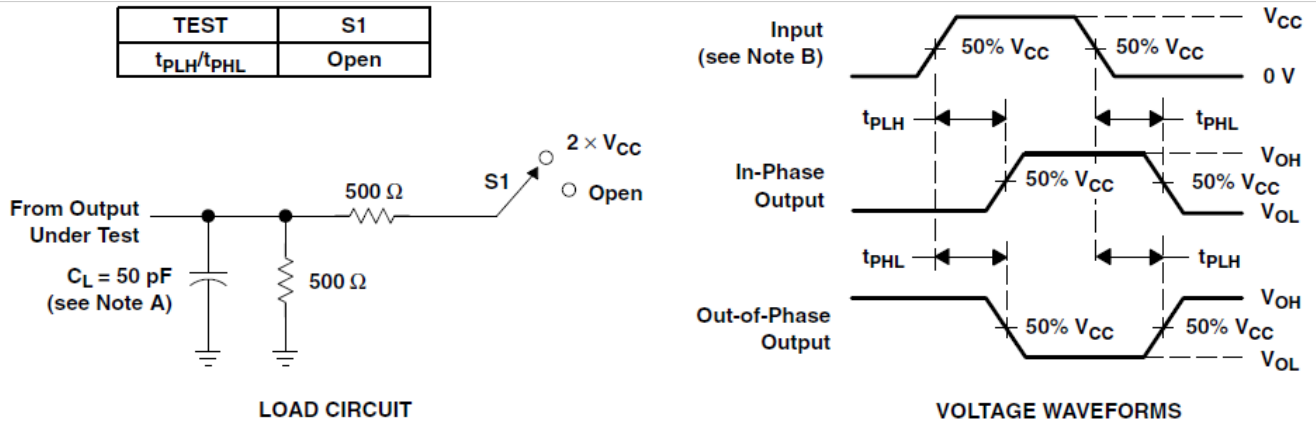 TEST S1
tPLH/tPHL Open
2 × VCC
S1
Open
500 Ω
From Output
Under Test
CL = 50 pF
(see Note A)
500 Ω
LOAD CIRCUIT
Input
(see Note B)
50% VCC
50% VCC
VCC
0 V
tPLH
tPHL
In-Phase
Output
50% VCC
50% VCC
VOH
VOL
tPHL
tPLH
Out-of-Phase
Output
50% VCC
50% VCC
VOH
VOL
VOLTAGE WAVEFORMS